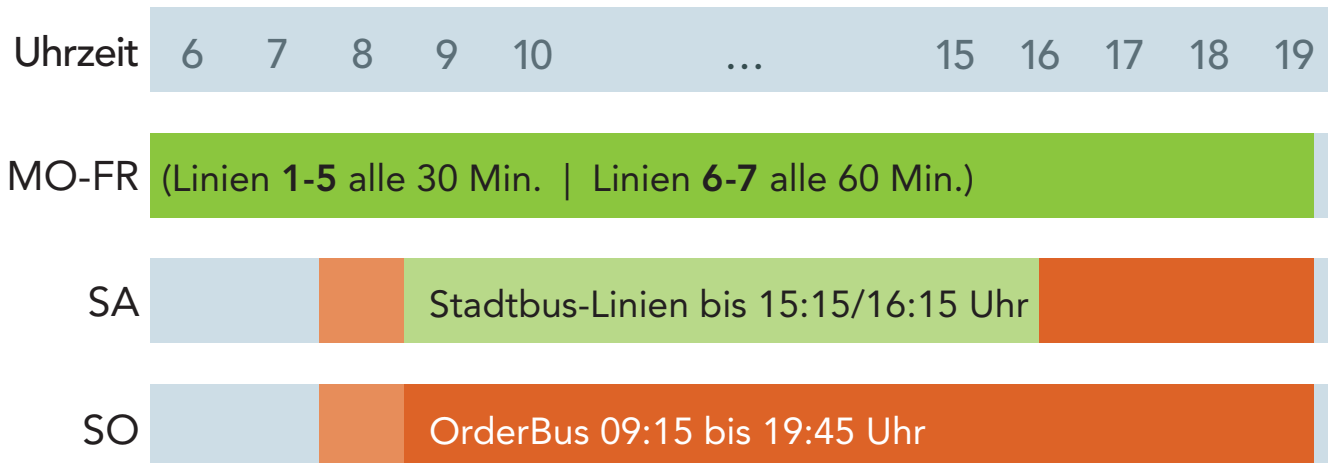 Uhrzeit 6 7 8 9 10 ... 15 16 17 18 19
MO-FR (Linien 1-5 alle 30 Min. | Linien 6-7 alle 60 Min.)
SA Stadtbus-Linien bis 15:15/16:15 Uhr
SO OrderBus 09:15 bis 19:45 Uhr